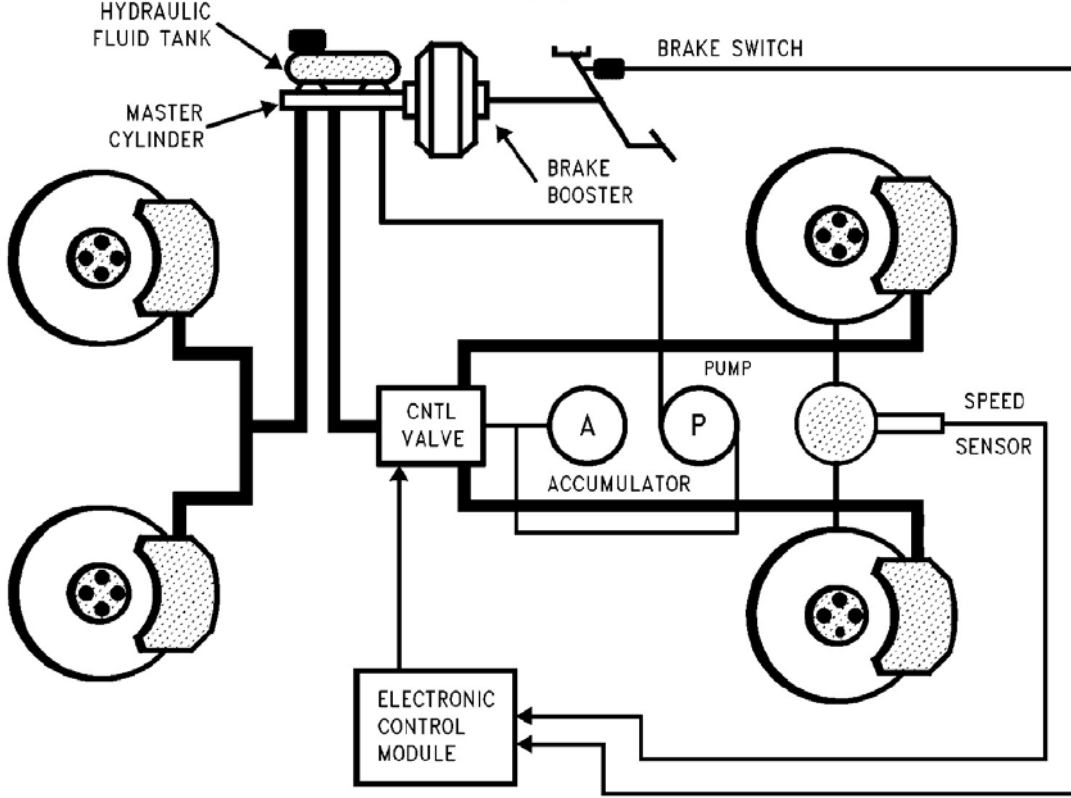 HYDRAULIC
FLUID TANK
BRAKE SWITCH
MASTER
CYLINDER
BRAKE
BOOSTER
PUMP
CNTL
VALVE
A
P
SPEED
SENSOR
ACCUMULATOR
ELECTRONIC
CONTROL
MODULE